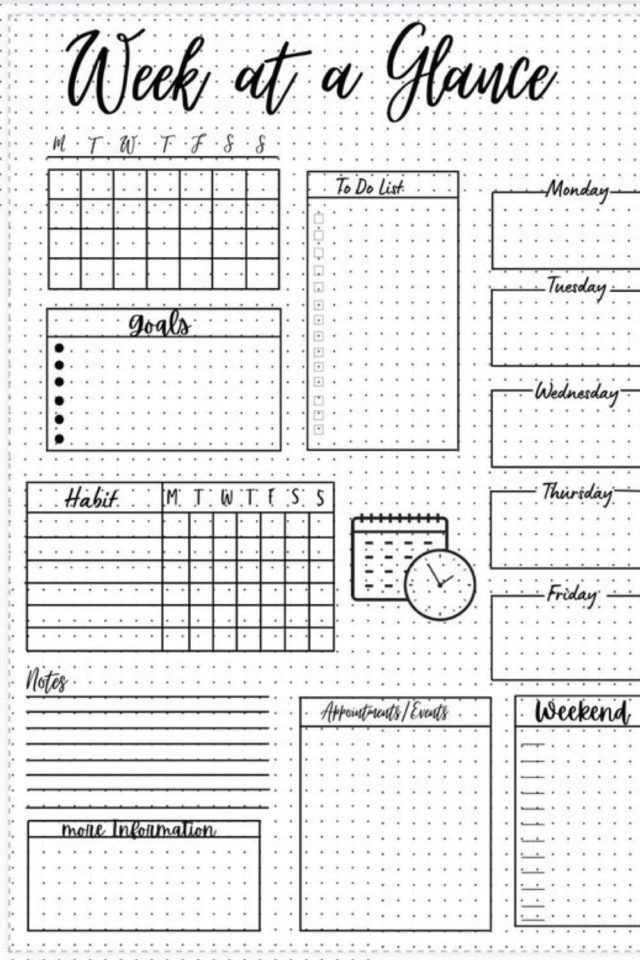 Week at a Glance
M T W T F S S
To Do List
Monday
Tuesday
goals
Wednesday
Thursday
Habit M T W T F S S
Friday
Notes
Appointments/Events
Weekend
more Information